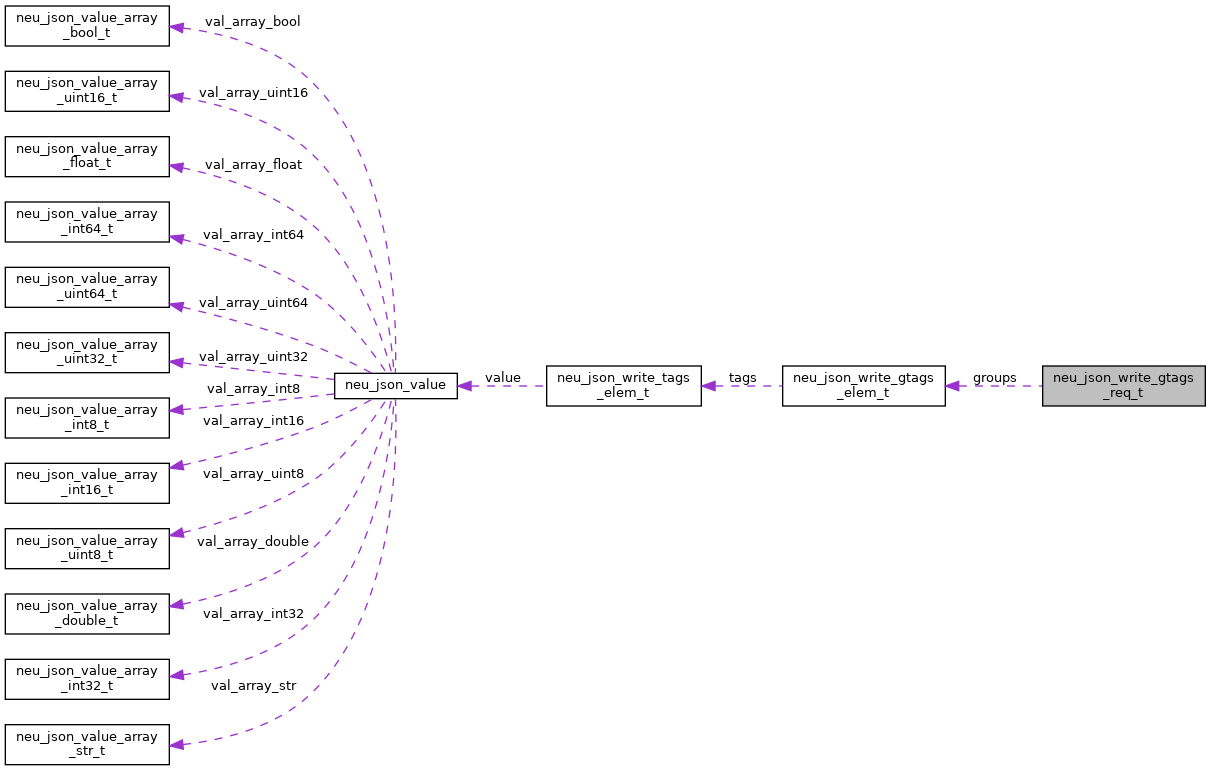 neu_json_value_array
_bool_t
val_array_bool
neu_json_value_array
_uint16_t
val_array_uint16
neu_json_value_array
_float_t
val_array_float
neu_json_value_array
_int64_t
val_array_int64
neu_json_value_array
_uint64_t
val_array_uint64
neu_json_value_array
_uint32_t
val_array_uint32
neu_json_value_array
_int8_t
val_array_int8
neu_json_value_array
_int16_t
val_array_int16
neu_json_value_array
_uint8_t
val_array_uint8
neu_json_value_array
_double_t
val_array_double
neu_json_value_array
_int32_t
val_array_int32
neu_json_value_array
_str_t
val_array_str
neu_json_value
value
neu_json_write_tags
_elem_t
tags
neu_json_write_gtags
_elem_t
groups
neu_json_write_gtags
_req_t